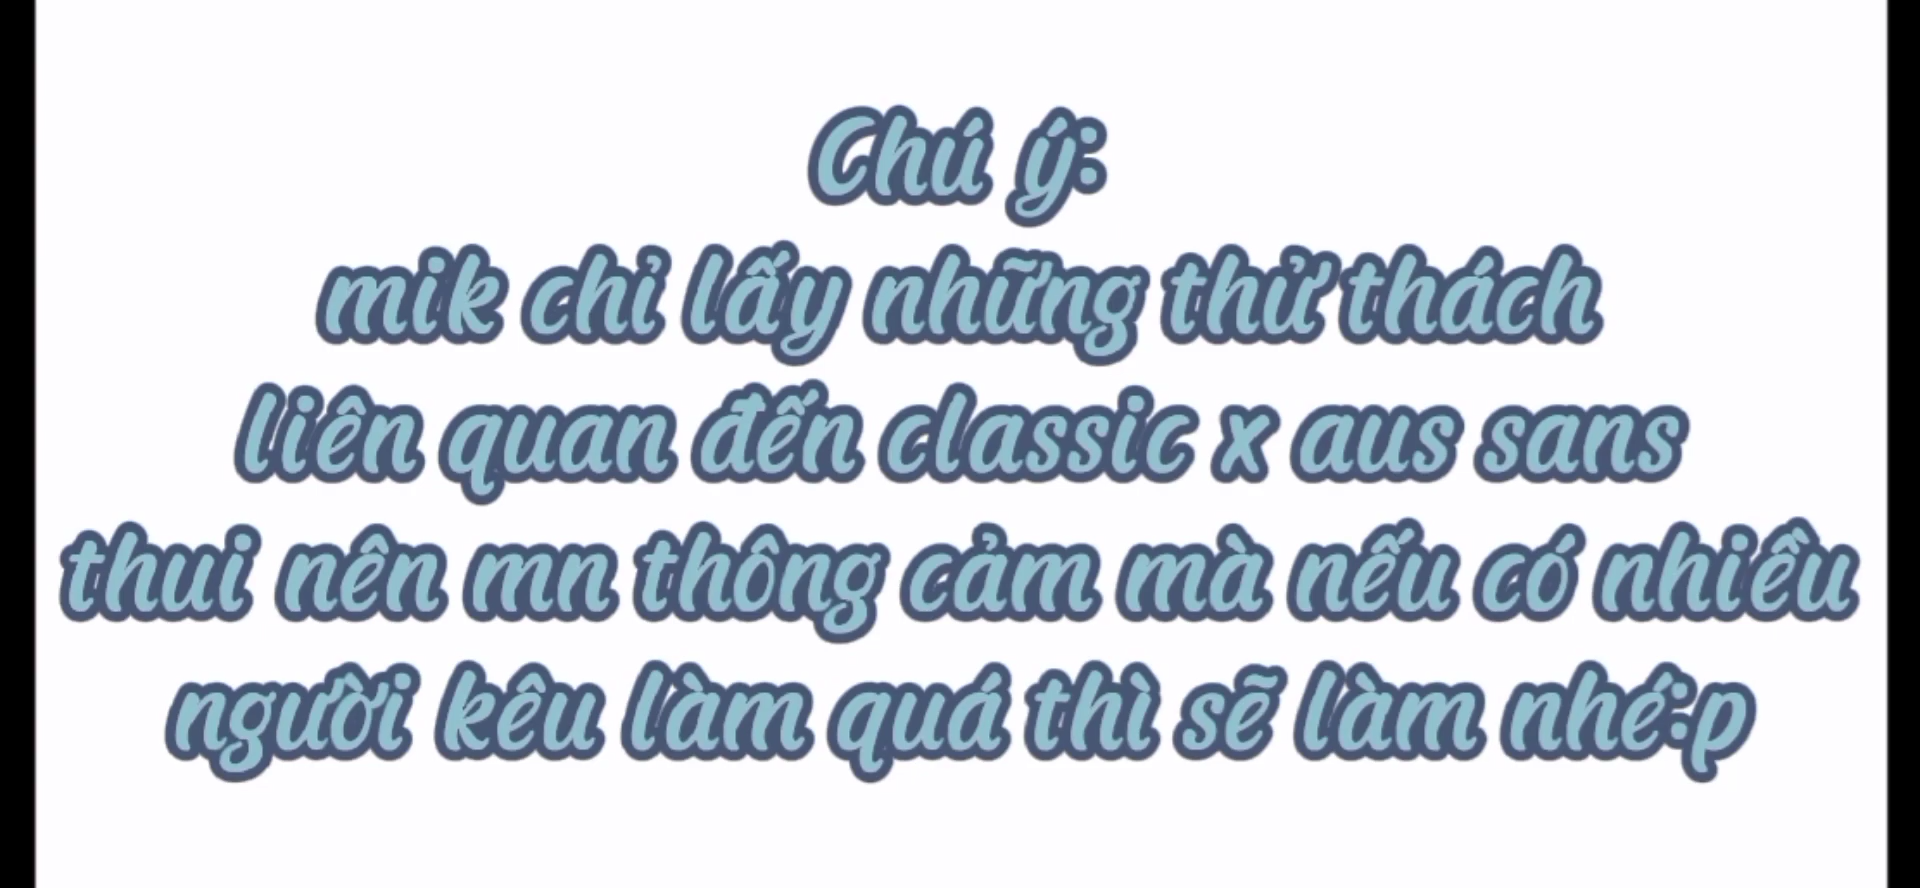 Chú ý:
mik chỉ lấy những thử thách
liên quan đến classic x aus sans
thui nên mn thông cảm mà nếu có nhiều
người kêu làm quá thì sẽ làm nhé:p